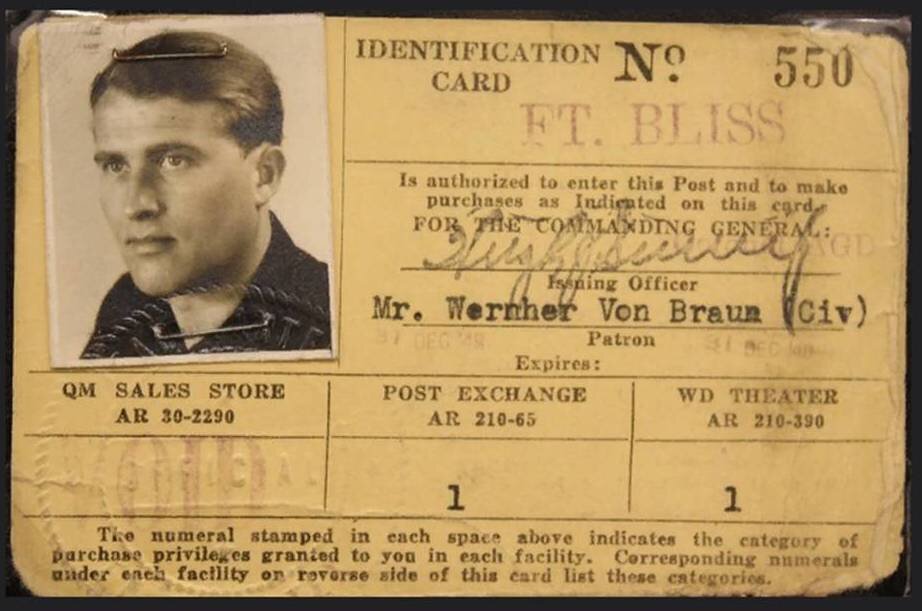 IDENTIFICATION
CARD
Nº 550
FT. BLISS
Is authorized to enter this Post and to make
purchases as Indicated on this card.
FOR THE COMMANDING GENERAL:
AGD
Issuing Officer
Mr. Wernher Von Braun (Civ)
Patron
31 DEC 31 DEC
Expires:
QM SALES STORE
AR 30-2290
POST EXCHANGE
AR 210-65
WD THEATER
AR 210-390
VOID
1
1
The numeral stamped in each space above indicates the category of
purchase privileges granted to you in each facility. Corresponding numerals
under each facility on reverse side of this card list these categories.